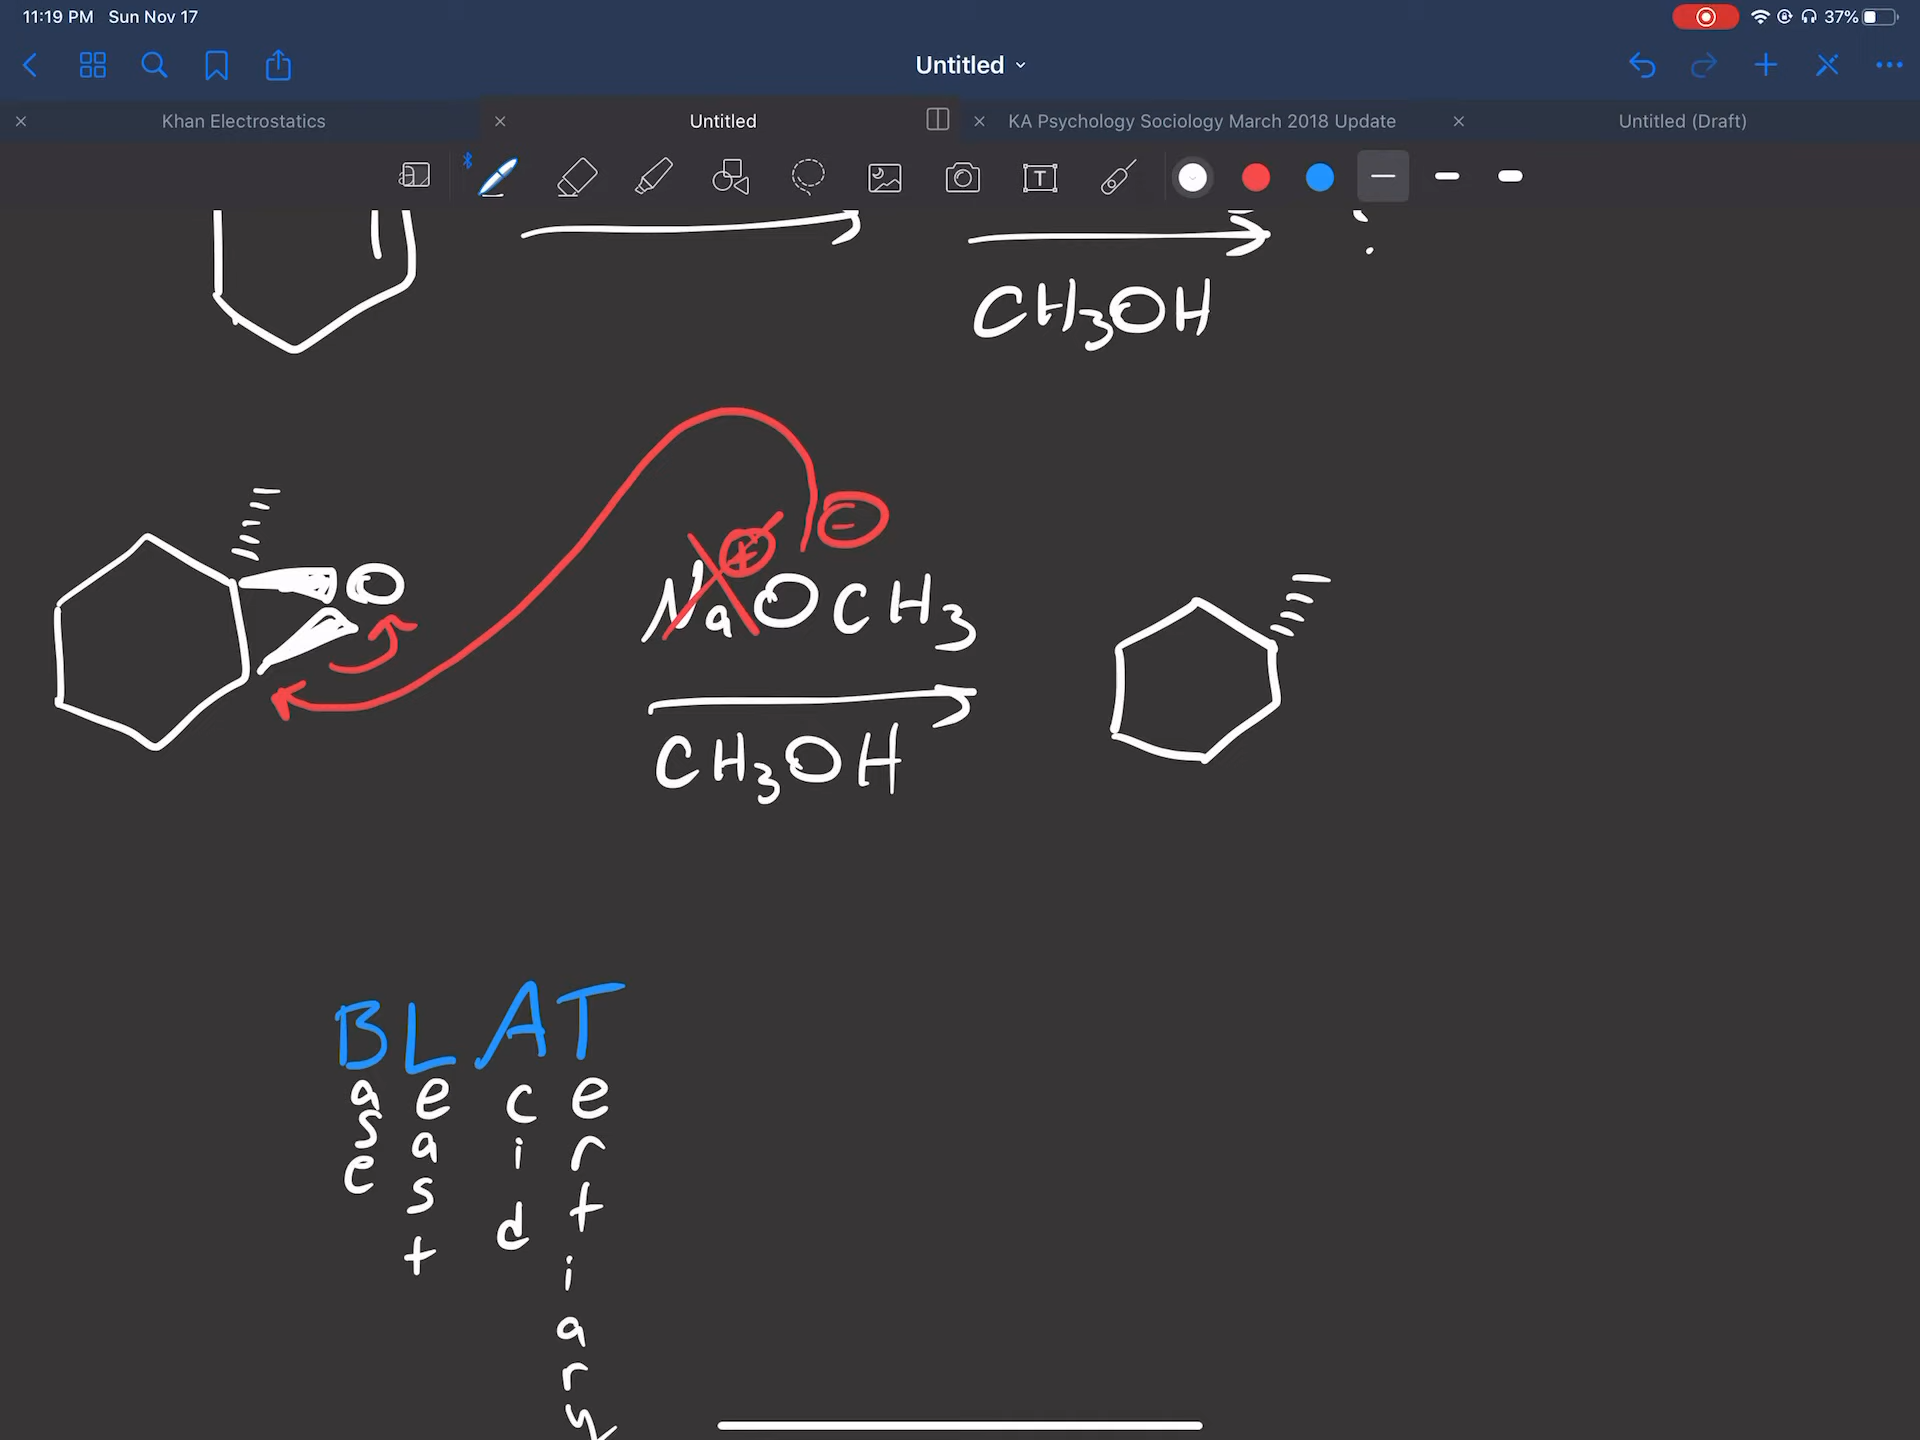 11:19 PM Sun Nov 17
37%
Untitled
Khan Electrostatics
Untitled
KA Psychology Sociology March 2018 Update
Untitled (Draft)
T
CH3OH
?
O
+
−
NaOCH3
CH3OH
BLAT
Base
Least
Acid
Tertiary